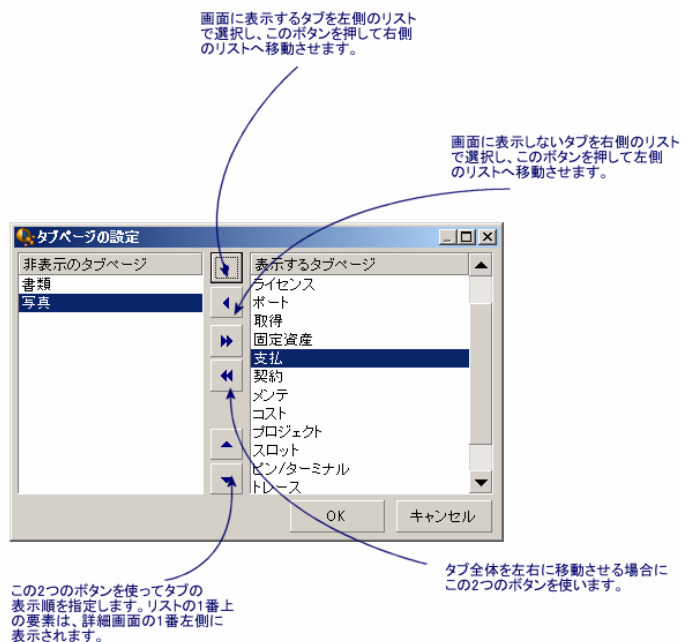 画面に表示するタブを左側のリスト
で選択し、このボタンを押して右側
のリストへ移動させます。
画面に表示しないタブを右側のリスト
で選択し、このボタンを押して左側
のリストへ移動させます。
タブページの設定
非表示のタブページ
書類
写真
表示するタブページ
ライセンス
ポート
取得
固定資産
支払
契約
メンテ
コスト
プロジェクト
スロット
ピン/ターミナル
トレース
OK
キャンセル
タブ全体を左右に移動させる場合に
この2つのボタンを使います。
この2つのボタンを使ってタブの
表示順を指定します。リストの1番上
の要素は、詳細画面の1番左側に
表示されます。